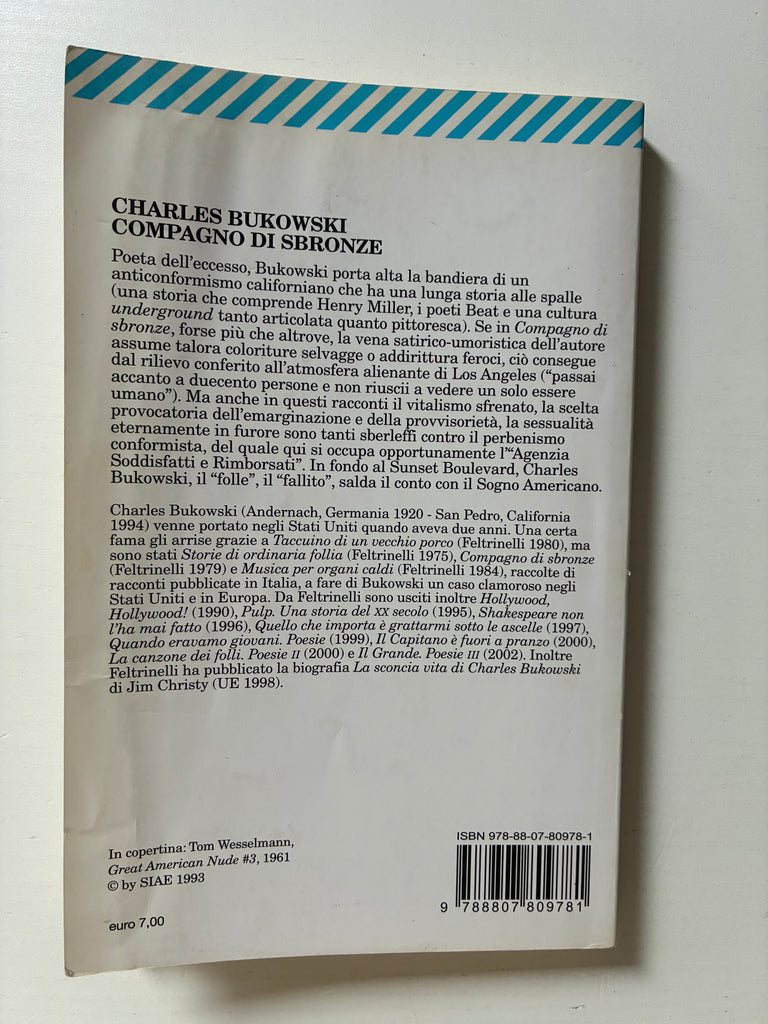 CHARLES BUKOWSKI
COMPAGNO DI SBRONZE
Poeta dell'eccesso, Bukowski porta alta la bandiera di un
anticonformismo californiano che ha una lunga storia alle spalle
(una storia che comprende Henry Miller, i poeti Beat e una cultura
underground tanto articolata quanto pittoresca). Se in Compagno di
sbronze, forse più che altrove, la vena satirico-umoristica dell'autore
assume talora coloriture selvagge o addirittura feroci, ciò consegue
dal rilievo conferito all'atmosfera alienante di Los Angeles (“passai
accanto a duecento persone e non riuscii a vedere un solo essere
umano”). Ma anche in questi racconti il vitalismo sfrenato, la scelta
provocatoria dell'emarginazione e della provvisorietà, la sessualità
eternamente in furore sono tanti sberleffi contro il perbenismo
conformista, del quale qui si occupa opportunamente l'“Agenzia
Soddisfatti e Rimborsati”. In fondo al Sunset Boulevard, Charles
Bukowski, il “folle”, il “fallito”, salda il conto con il Sogno Americano.
Charles Bukowski (Andernach, Germania 1920 - San Pedro, California
1994) venne portato negli Stati Uniti quando aveva due anni. Una certa
fama gli arrise grazie a Taccuino di un vecchio porco (Feltrinelli 1980), ma
sono stati Storie di ordinaria follia (Feltrinelli 1975), Compagno di sbronze
(Feltrinelli 1979) e Musica per organi caldi (Feltrinelli 1984), raccolte di
racconti pubblicate in Italia, a fare di Bukowski un caso clamoroso negli
Stati Uniti e in Europa. Da Feltrinelli sono usciti inoltre Hollywood,
Hollywood! (1990), Pulp. Una storia del XX secolo (1995), Shakespeare non
l'ha mai fatto (1996), Quello che importa è grattarmi sotto le ascelle (1997),
Quando eravamo giovani. Poesie (1999), Il Capitano è fuori a pranzo (2000),
La canzone dei folli. Poesie II (2000) e Il Grande. Poesie III (2002). Inoltre
Feltrinelli ha pubblicato la biografia La sconcia vita di Charles Bukowski
di Jim Christy (UE 1998).
In copertina: Tom Wesselmann,
Great American Nude #3, 1961
© by SIAE 1993
euro 7,00
ISBN 978-88-07-80978-1
9 788807 809781